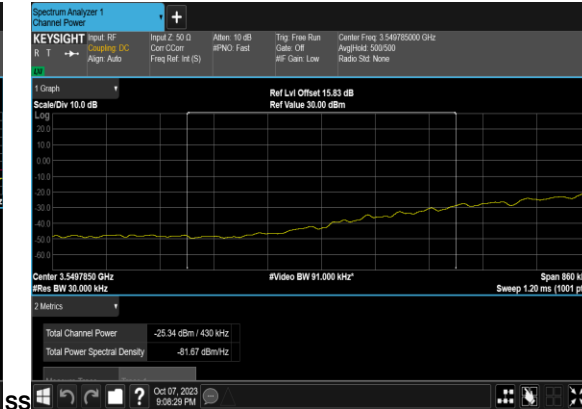 Spectrum Analyzer 1
Channel Power
+
KEYSIGHT Input: RF Input Z: 50 Ω Atten: 10 dB Trig: Free Run Center Freq: 3.549785000 GHz
R T Coupling: DC Corr CCorr #PNO: Fast Gate: Off Avg|Hold: 500/500
Align: Auto Freq Ref: Int (S) #IF Gain: Low Radio Std: None
1 Graph Ref Lvl Offset 15.83 dB
Scale/Div 10.0 dB Ref Value 30.00 dBm
Log
20.0
10.0
0.00
-10.0
-20.0
-30.0
-40.0
-50.0
-60.0
Center 3.5497850 GHz #Video BW 91.000 kHz* Span 860 k
#Res BW 30.000 kHz Sweep 1.20 ms (1001 pt
2 Metrics
Total Channel Power -25.34 dBm / 430 kHz
Total Power Spectral Density -81.67 dBm/Hz
ss ? Oct 07, 2023
9:08:29 PM